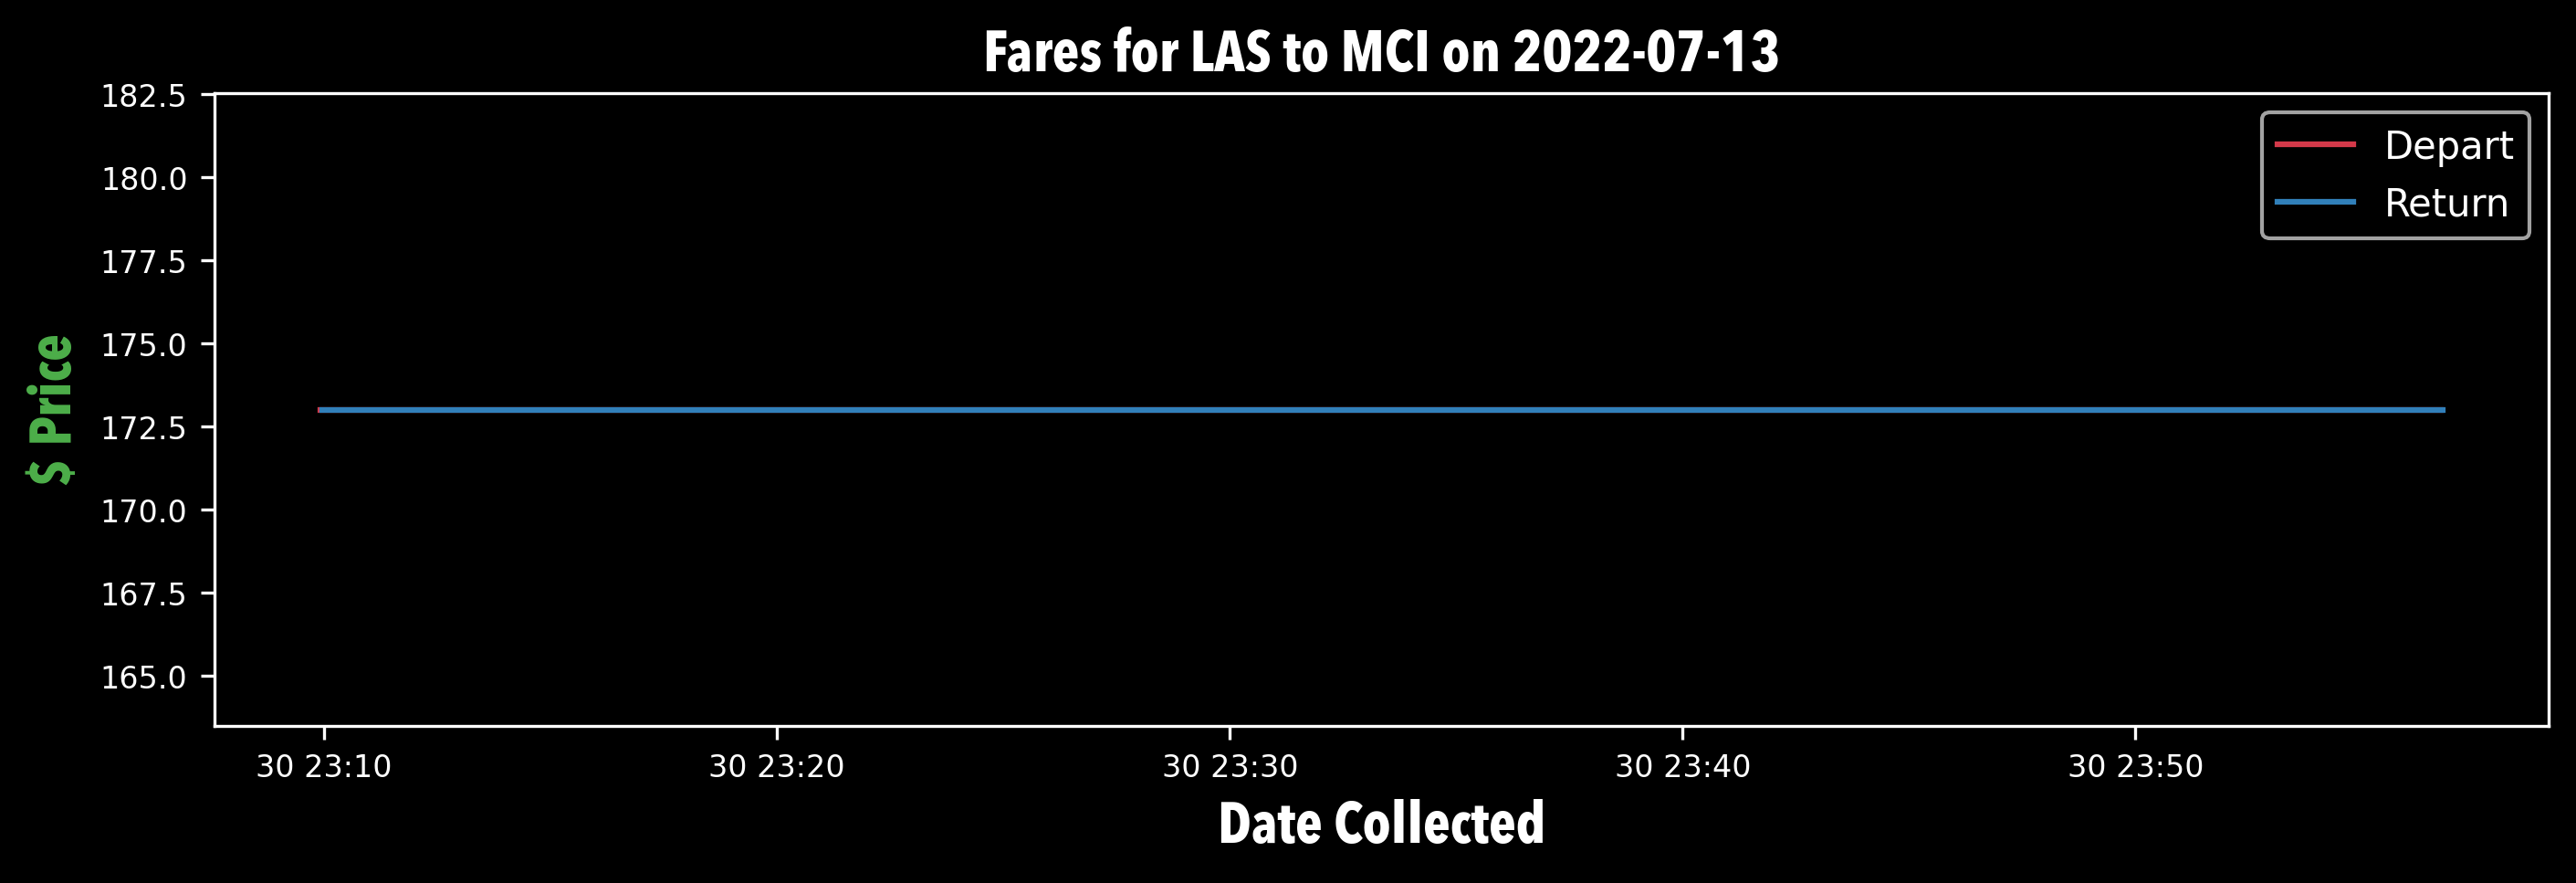 Fares for LAS to MCI on 2022-07-13
182.5
180.0
177.5
175.0
172.5
170.0
167.5
165.0
$ Price
Depart
Return
30 23:10
30 23:20
30 23:30
30 23:40
30 23:50
Date Collected